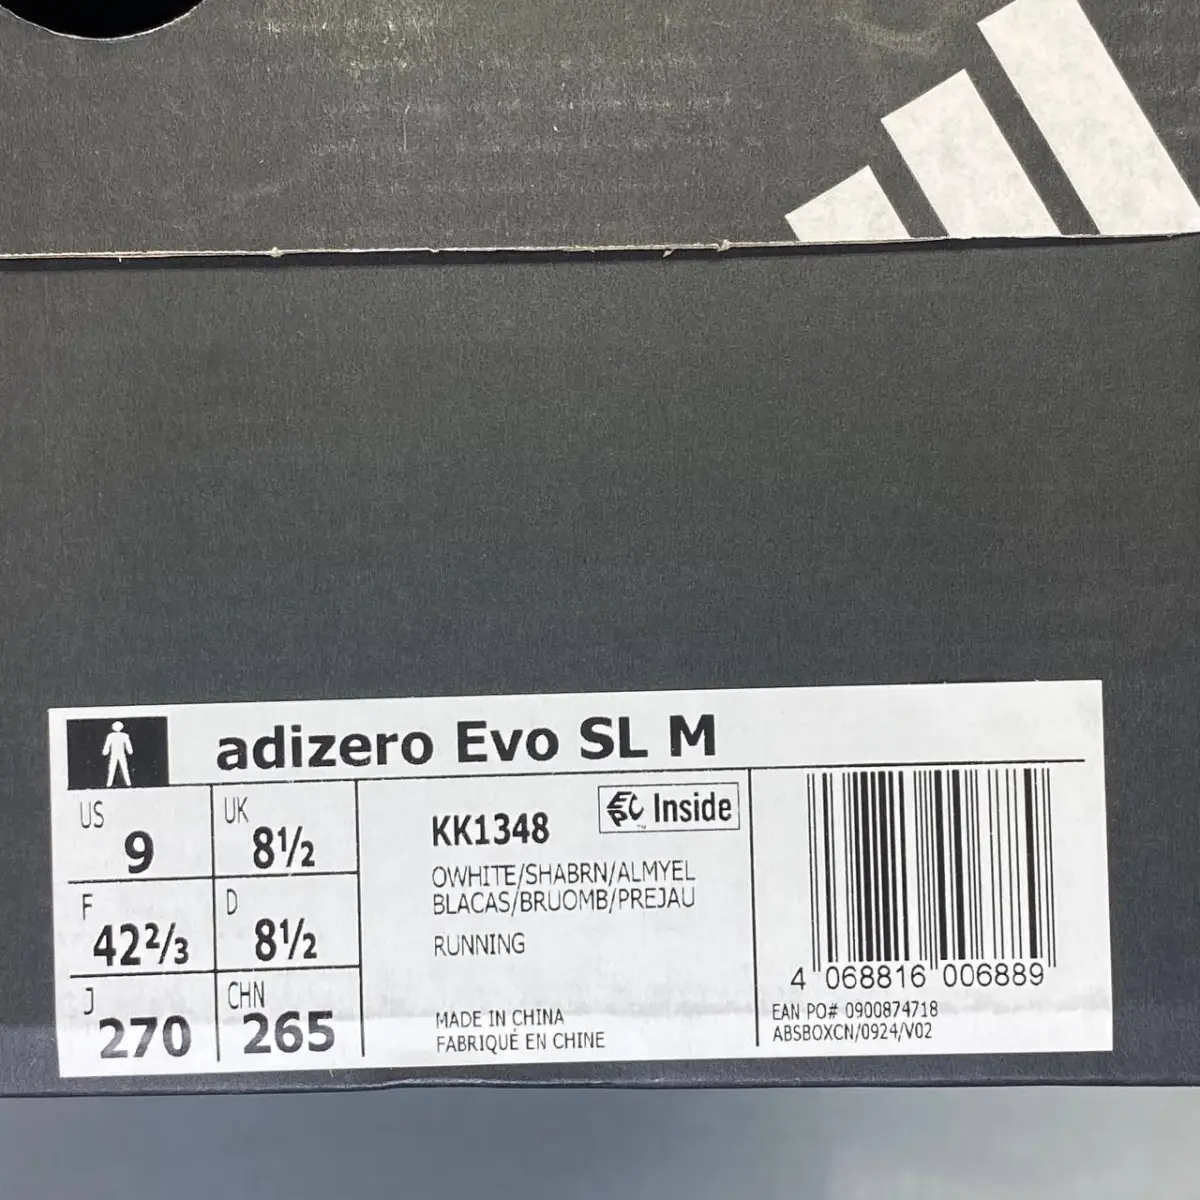 adizero Evo SL M
US
9
UK
8½
F
42⅔
D
8½
J
270
CHN
265
KK1348
Inside
OWHITE/SHABRN/ALMYEL
BLACAS/BRUOMB/PREJAU
RUNNING
MADE IN CHINA
FABRIQUÉ EN CHINE
4 068816 006889
EAN PO# 0900874718
ABSBOXCN/0924/V02